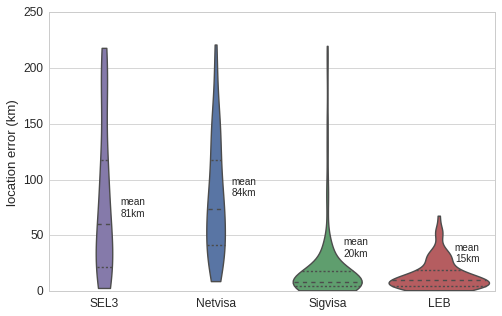 250
200
150
100
50
0
location error (km)
mean
81km
mean
84km
mean
20km
mean
15km
SEL3
Netvisa
Sigvisa
LEB